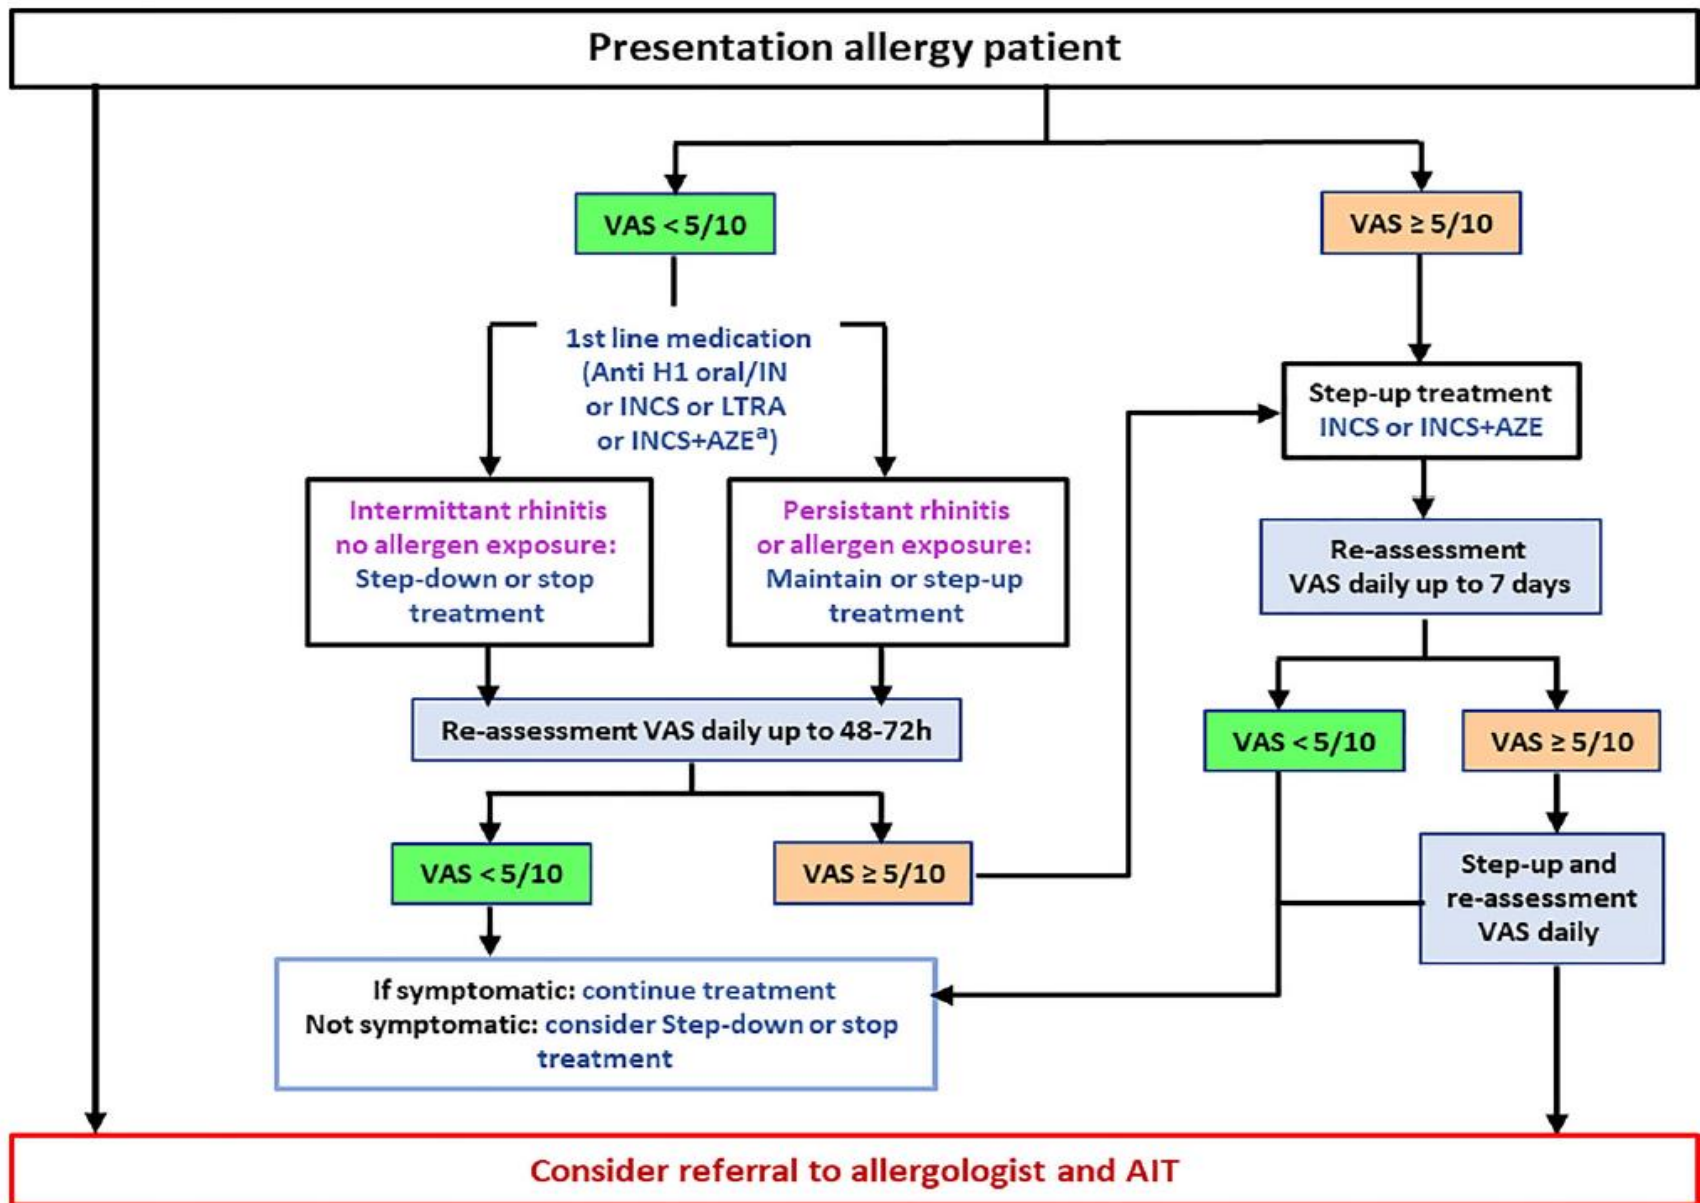 Presentation allergy patient
VAS < 5/10
VAS ≥ 5/10
1st line medication
(Anti H1 oral/IN
or INCS or LTRA
or INCS+AZEᵃ)
Step-up treatment
INCS or INCS+AZE
Intermittant rhinitis
no allergen exposure:
Step-down or stop
treatment
Persistant rhinitis
or allergen exposure:
Maintain or step-up
treatment
Re-assessment
VAS daily up to 7 days
Re-assessment VAS daily up to 48-72h
VAS < 5/10
VAS ≥ 5/10
VAS < 5/10
VAS ≥ 5/10
Step-up and
re-assessment
VAS daily
If symptomatic: continue treatment
Not symptomatic: consider Step-down or stop
treatment
Consider referral to allergologist and AIT